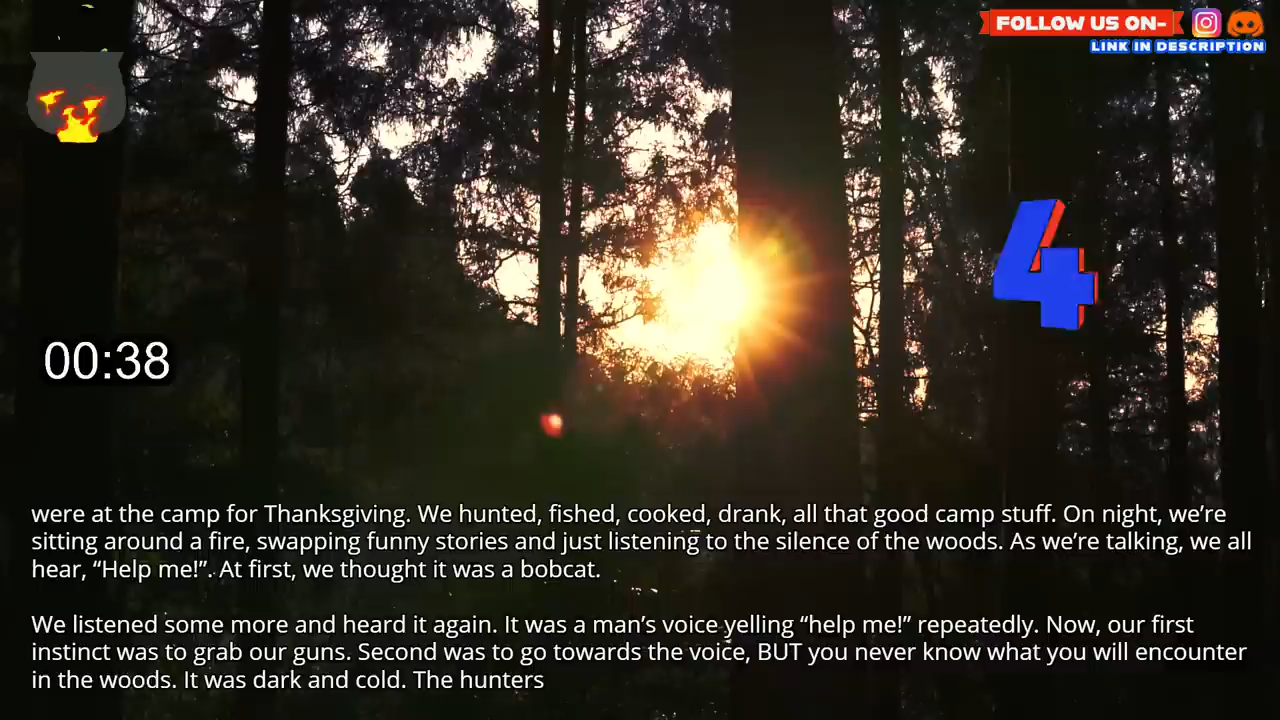 FOLLOW US ON-
LINK IN DESCRIPTION
4
00:38
were at the camp for Thanksgiving. We hunted, fished, cooked, drank, all that good camp stuff. On night, we’re
sitting around a fire, swapping funny stories and just listening to the silence of the woods. As we’re talking, we all
hear, “Help me!”. At first, we thought it was a bobcat.
We listened some more and heard it again. It was a man’s voice yelling “help me!” repeatedly. Now, our first
instinct was to grab our guns. Second was to go towards the voice, BUT you never know what you will encounter
in the woods. It was dark and cold. The hunters